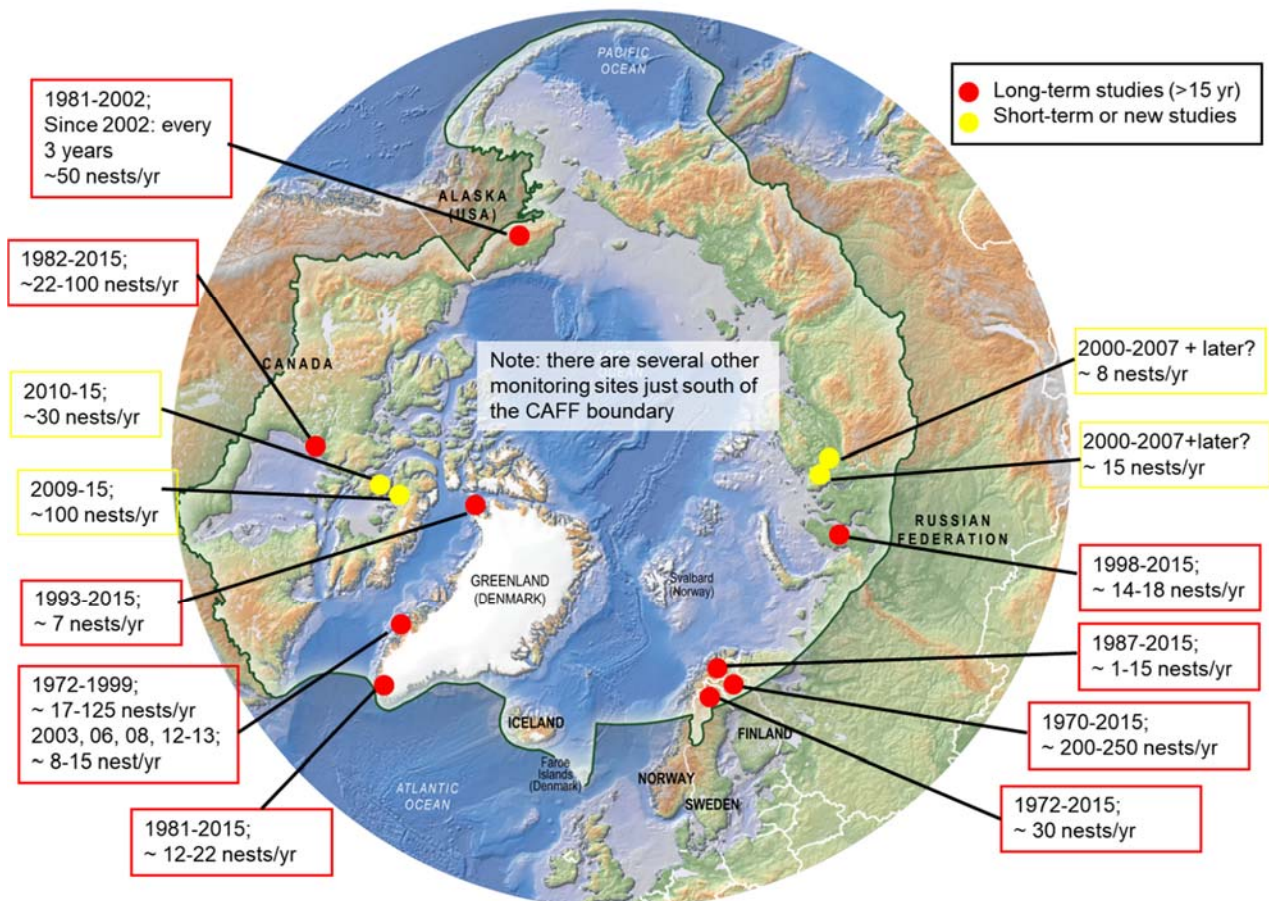 PACIFIC
OCEAN
Long-term studies (>15 yr)
Short-term or new studies
1981-2002;
Since 2002: every
3 years
~50 nests/yr
ALASKA
(USA)
1982-2015;
~22-100 nests/yr
CANADA
Note: there are several other
monitoring sites just south of
the CAFF boundary
2000-2007 + later?
~ 8 nests/yr
2010-15;
~30 nests/yr
2000-2007+later?
~ 15 nests/yr
2009-15;
~100 nests/yr
RUSSIAN
FEDERATION
GREENLAND
(DENMARK)
Svalbard
(Norway)
1993-2015;
~ 7 nests/yr
1998-2015;
~ 14-18 nests/yr
1987-2015;
~ 1-15 nests/yr
1972-1999;
~ 17-125 nests/yr
2003, 06, 08, 12-13;
~ 8-15 nest/yr
1970-2015;
~ 200-250 nests/yr
ICELAND
FINLAND
Faroe
Islands
(Denmark)
NORWAY
SWEDEN
ATLANTIC
OCEAN
1981-2015;
~ 12-22 nests/yr
1972-2015;
~ 30 nests/yr